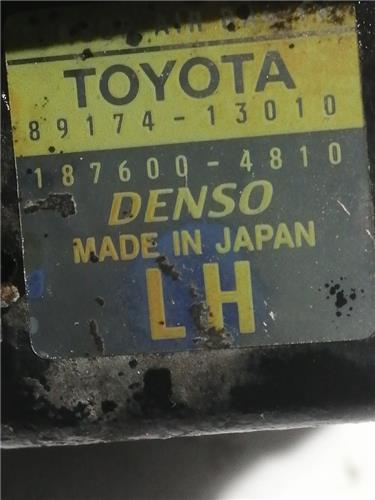 TOYOTA
89174-13010
187600-4810
DENSO
MADE IN JAPAN
LH